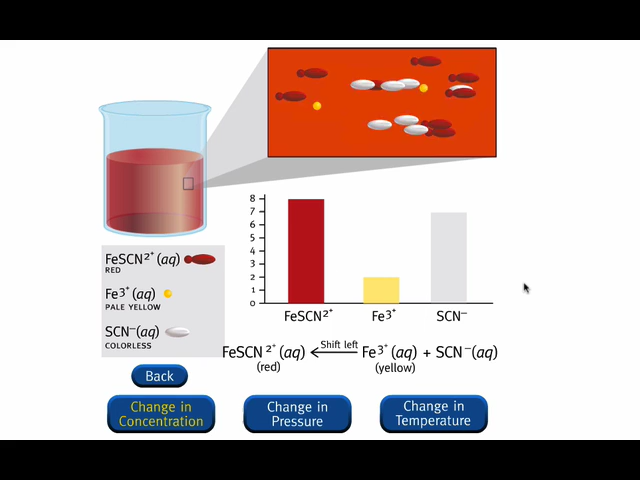 8
7
6
5
4
3
2
1
0
FeSCN²⁺ Fe³⁺ SCN⁻
FeSCN²⁺(aq)
RED
Fe³⁺(aq)
PALE YELLOW
SCN⁻(aq)
COLORLESS
Shift left
FeSCN²⁺(aq) ⟵ Fe³⁺(aq) + SCN⁻(aq)
(red) (yellow)
Back
Change in Concentration
Change in Pressure
Change in Temperature